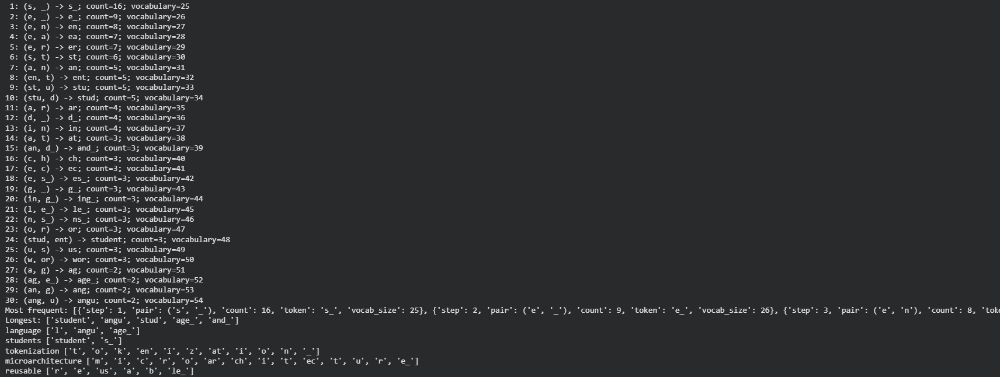 1: (s, _) -> s_; count=16; vocabulary=25
2: (e, _) -> e_; count=9; vocabulary=26
3: (e, n) -> en; count=8; vocabulary=27
4: (e, a) -> ea; count=7; vocabulary=28
5: (e, r) -> er; count=7; vocabulary=29
6: (s, t) -> st; count=6; vocabulary=30
7: (a, n) -> an; count=5; vocabulary=31
8: (en, t) -> ent; count=5; vocabulary=32
9: (st, u) -> stu; count=5; vocabulary=33
10: (stu, d) -> stud; count=5; vocabulary=34
11: (a, r) -> ar; count=4; vocabulary=35
12: (d, _) -> d_; count=4; vocabulary=36
13: (i, n) -> in; count=4; vocabulary=37
14: (a, t) -> at; count=3; vocabulary=38
15: (an, d_) -> and_; count=3; vocabulary=39
16: (c, h) -> ch; count=3; vocabulary=40
17: (e, c) -> ec; count=3; vocabulary=41
18: (e, s_) -> es_; count=3; vocabulary=42
19: (g, _) -> g_; count=3; vocabulary=43
20: (in, g_) -> ing_; count=3; vocabulary=44
21: (l, e_) -> le_; count=3; vocabulary=45
22: (n, s_) -> ns_; count=3; vocabulary=46
23: (o, r) -> or; count=3; vocabulary=47
24: (stud, ent) -> student; count=3; vocabulary=48
25: (u, s) -> us; count=3; vocabulary=49
26: (w, or) -> wor; count=3; vocabulary=50
27: (a, g) -> ag; count=2; vocabulary=51
28: (ag, e_) -> age_; count=2; vocabulary=52
29: (an, g) -> ang; count=2; vocabulary=53
30: (ang, u) -> angu; count=2; vocabulary=54
Most frequent: [{'step': 1, 'pair': ('s', '_'), 'count': 16, 'token': 's_', 'vocab_size': 25}, {'step': 2, 'pair': ('e', '_'), 'count': 9, 'token': 'e_', 'vocab_size': 26}, {'step': 3, 'pair': ('e', 'n'), 'count': 8, 'toke
Longest: ['student', 'angu', 'stud', 'age_', 'and_']
language ['l', 'angu', 'age_']
students ['student', 's_']
tokenization ['t', 'o', 'k', 'en', 'i', 'z', 'at', 'i', 'o', 'n', '_']
microarchitecture ['m', 'i', 'c', 'r', 'o', 'ar', 'ch', 'i', 't', 'ec', 't', 'u', 'r', 'e_']
reusable ['r', 'e', 'us', 'a', 'b', 'le_']